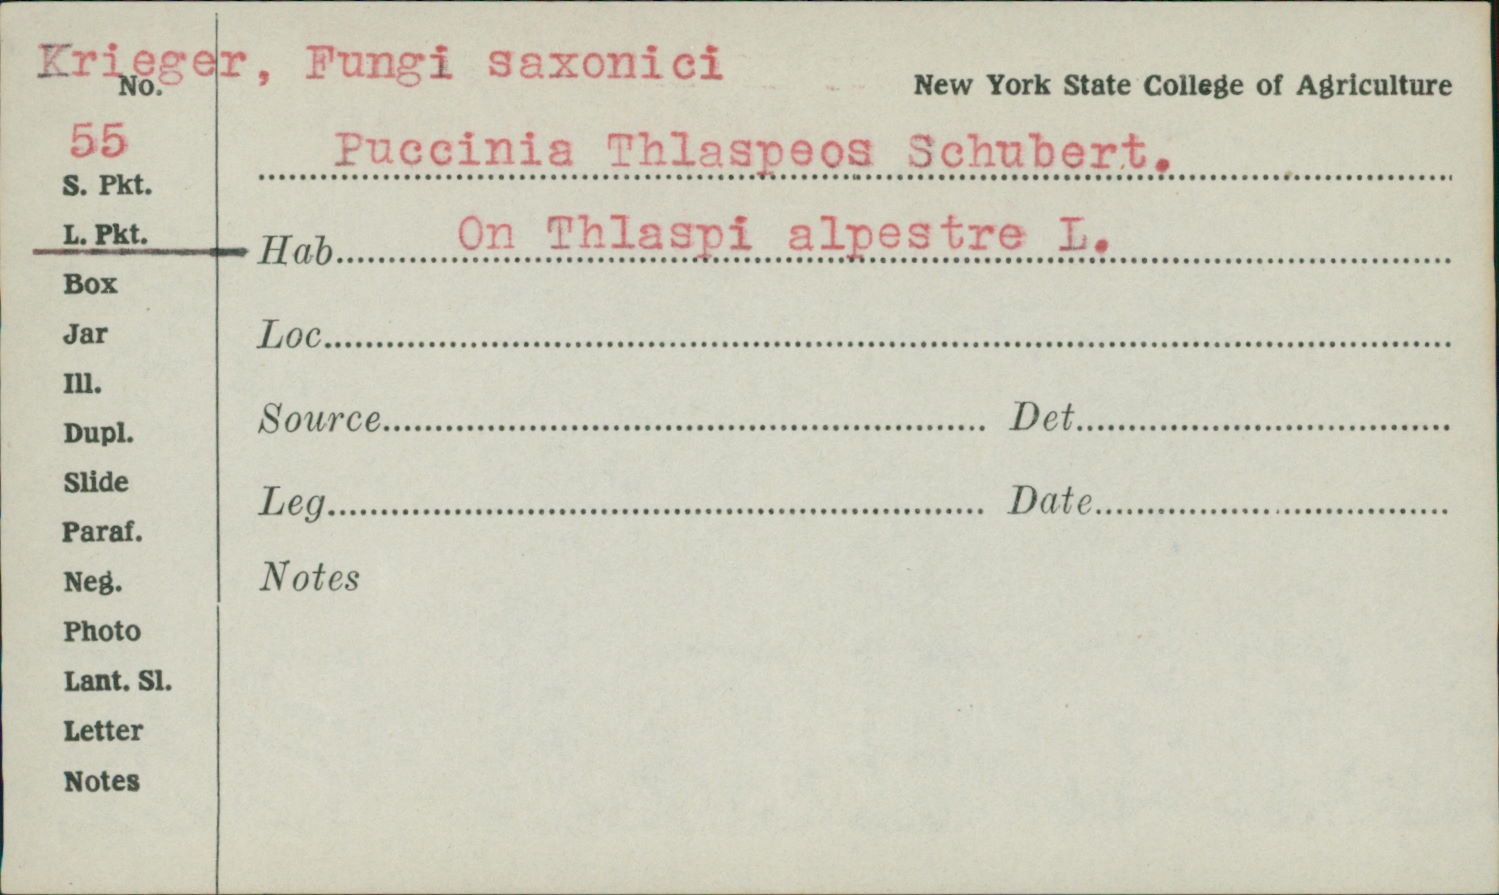 Krieger, Fungi saxonici
No.
New York State College of Agriculture
55
Puccinia Thlaspeos Schubert.
S. Pkt.
L. Pkt.
Hab. On Thlaspi alpestre L.
Box
Jar
Loc.
Ill.
Dupl.
Source Det.
Slide
Leg. Date
Paraf.
Neg.
Notes
Photo
Lant. Sl.
Letter
Notes